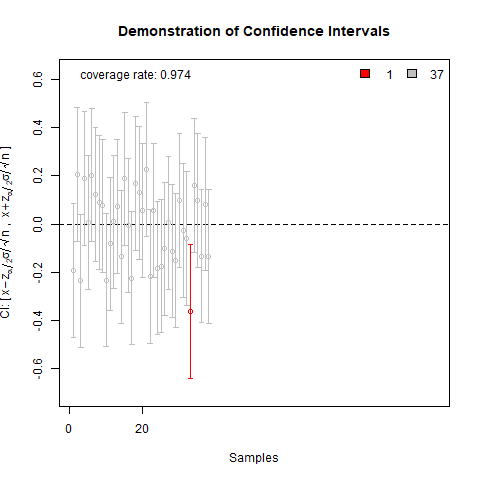 Demonstration of Confidence Intervals
coverage rate: 0.974
1
37
CI: [ x−zα/2σ/√n , x+zα/2σ/√n ]
0.6
0.4
0.2
0.0
-0.2
-0.4
-0.6
0 20
Samples